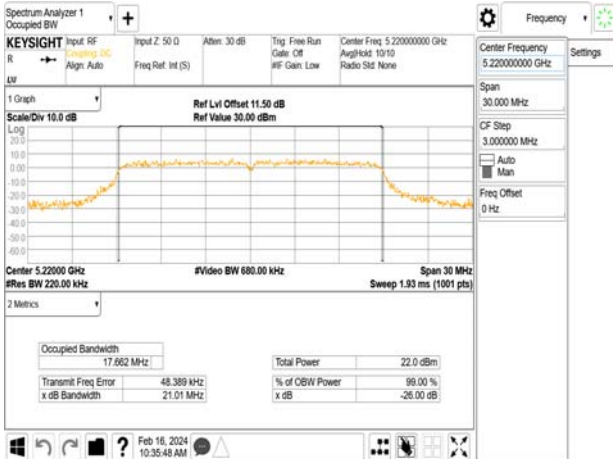 Spectrum Analyzer 1
Occupied BW
Frequency
KEYSIGHT
Input: RF
Coupling: DC
Align: Auto
Input Z: 50 Ω
Freq Ref: Int (S)
Atten: 30 dB
Trig: Free Run
Gate: Off
#IF Gain: Low
Center Freq: 5.220000000 GHz
Avg|Hold: 10/10
Radio Std: None
R
LU
Center Frequency
5.220000000 GHz
Settings
Span
30.000 MHz
CF Step
3.000000 MHz
Auto
Man
Freq Offset
0 Hz
1 Graph
Scale/Div 10.0 dB
Ref Lvl Offset 11.50 dB
Ref Value 30.00 dBm
Log
20.0
10.0
0.00
-10.0
-20.0
-30.0
-40.0
-50.0
-60.0
Center 5.22000 GHz
#Res BW 220.00 kHz
#Video BW 680.00 kHz
Span 30 MHz
Sweep 1.93 ms (1001 pts)
2 Metrics
Occupied Bandwidth
17.662 MHz
Total Power 22.0 dBm
Transmit Freq Error 48.389 kHz
% of OBW Power 99.00 %
x dB Bandwidth 21.01 MHz
x dB -26.00 dB
?
Feb 16, 2024
10:35:48 AM